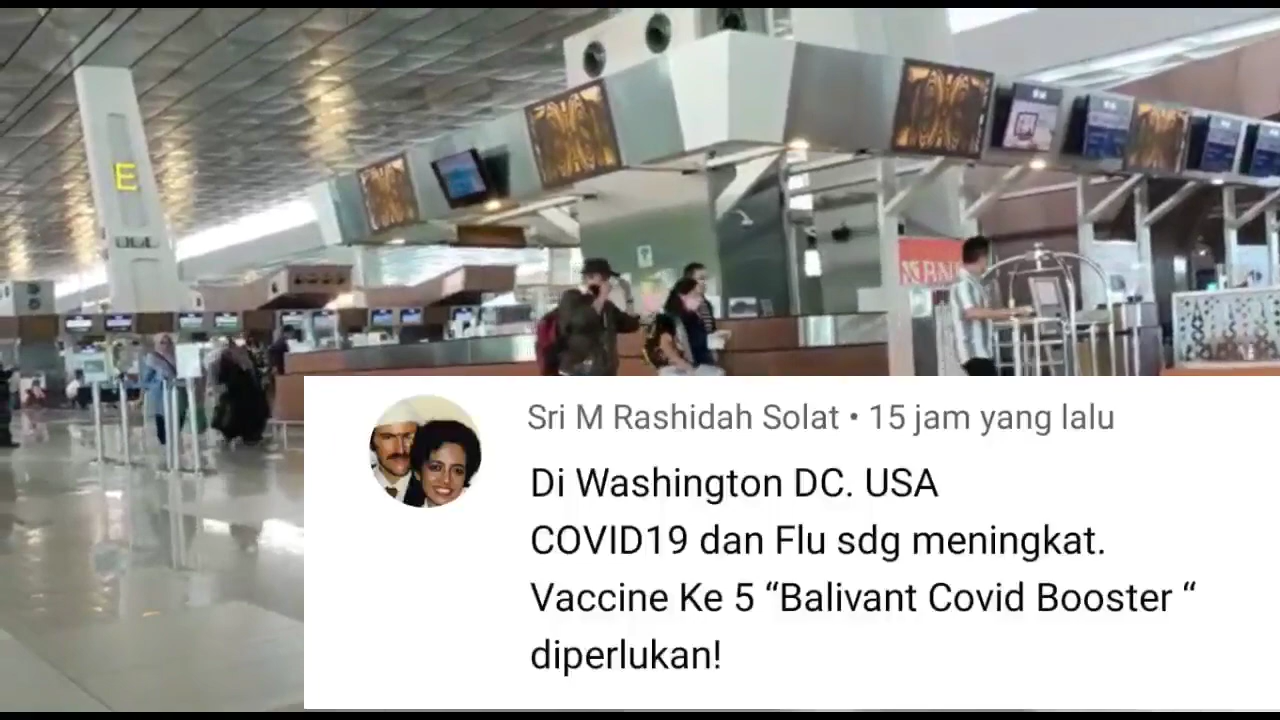 E
Sri M Rashidah Solat • 15 jam yang lalu
Di Washington DC. USA
COVID19 dan Flu sdg meningkat.
Vaccine Ke 5 “Balivant Covid Booster “
diperlukan!